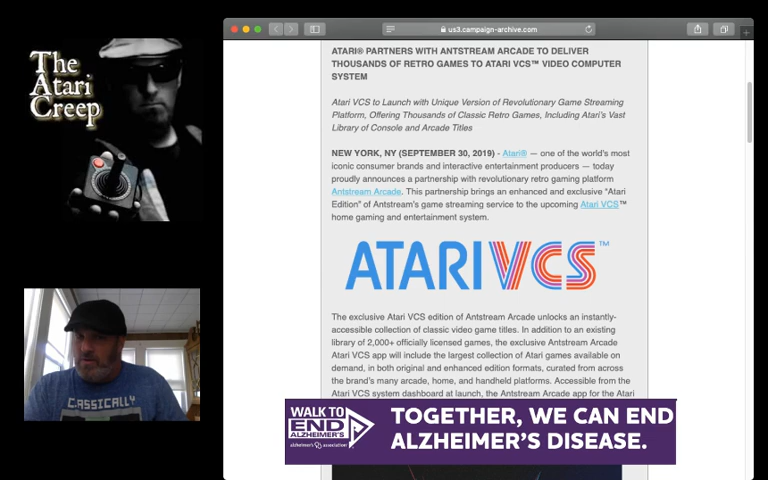 The
Atari
Creep
us3.campaign-archive.com
ATARI® PARTNERS WITH ANTSTREAM ARCADE TO DELIVER
THOUSANDS OF RETRO GAMES TO ATARI VCS™ VIDEO COMPUTER
SYSTEM
Atari VCS to Launch with Unique Version of Revolutionary Game Streaming
Platform, Offering Thousands of Classic Retro Games, Including Atari's Vast
Library of Console and Arcade Titles
NEW YORK, NY (SEPTEMBER 30, 2019) - Atari® — one of the world's most
iconic consumer brands and interactive entertainment producers — today
proudly announces a partnership with revolutionary retro gaming platform
Antstream Arcade. This partnership brings an enhanced and exclusive "Atari
Edition" of Antstream's game streaming service to the upcoming Atari VCS™
home gaming and entertainment system.
ATARI VCS™
The exclusive Atari VCS edition of Antstream Arcade unlocks an instantly-
accessible collection of classic video game titles. In addition to an existing
library of 2,000+ officially licensed games, the exclusive Antstream Arcade
Atari VCS app will include the largest collection of Atari games available on
demand, in both original and enhanced edition formats, curated from across
the brand's many arcade, home, and handheld platforms. Accessible from the
Atari VCS system dashboard at launch, the Antstream Arcade app for the Atari
CLASSICALLY
WALK TO
END
ALZHEIMER'S
alzheimer's association®
TOGETHER, WE CAN END
ALZHEIMER'S DISEASE.